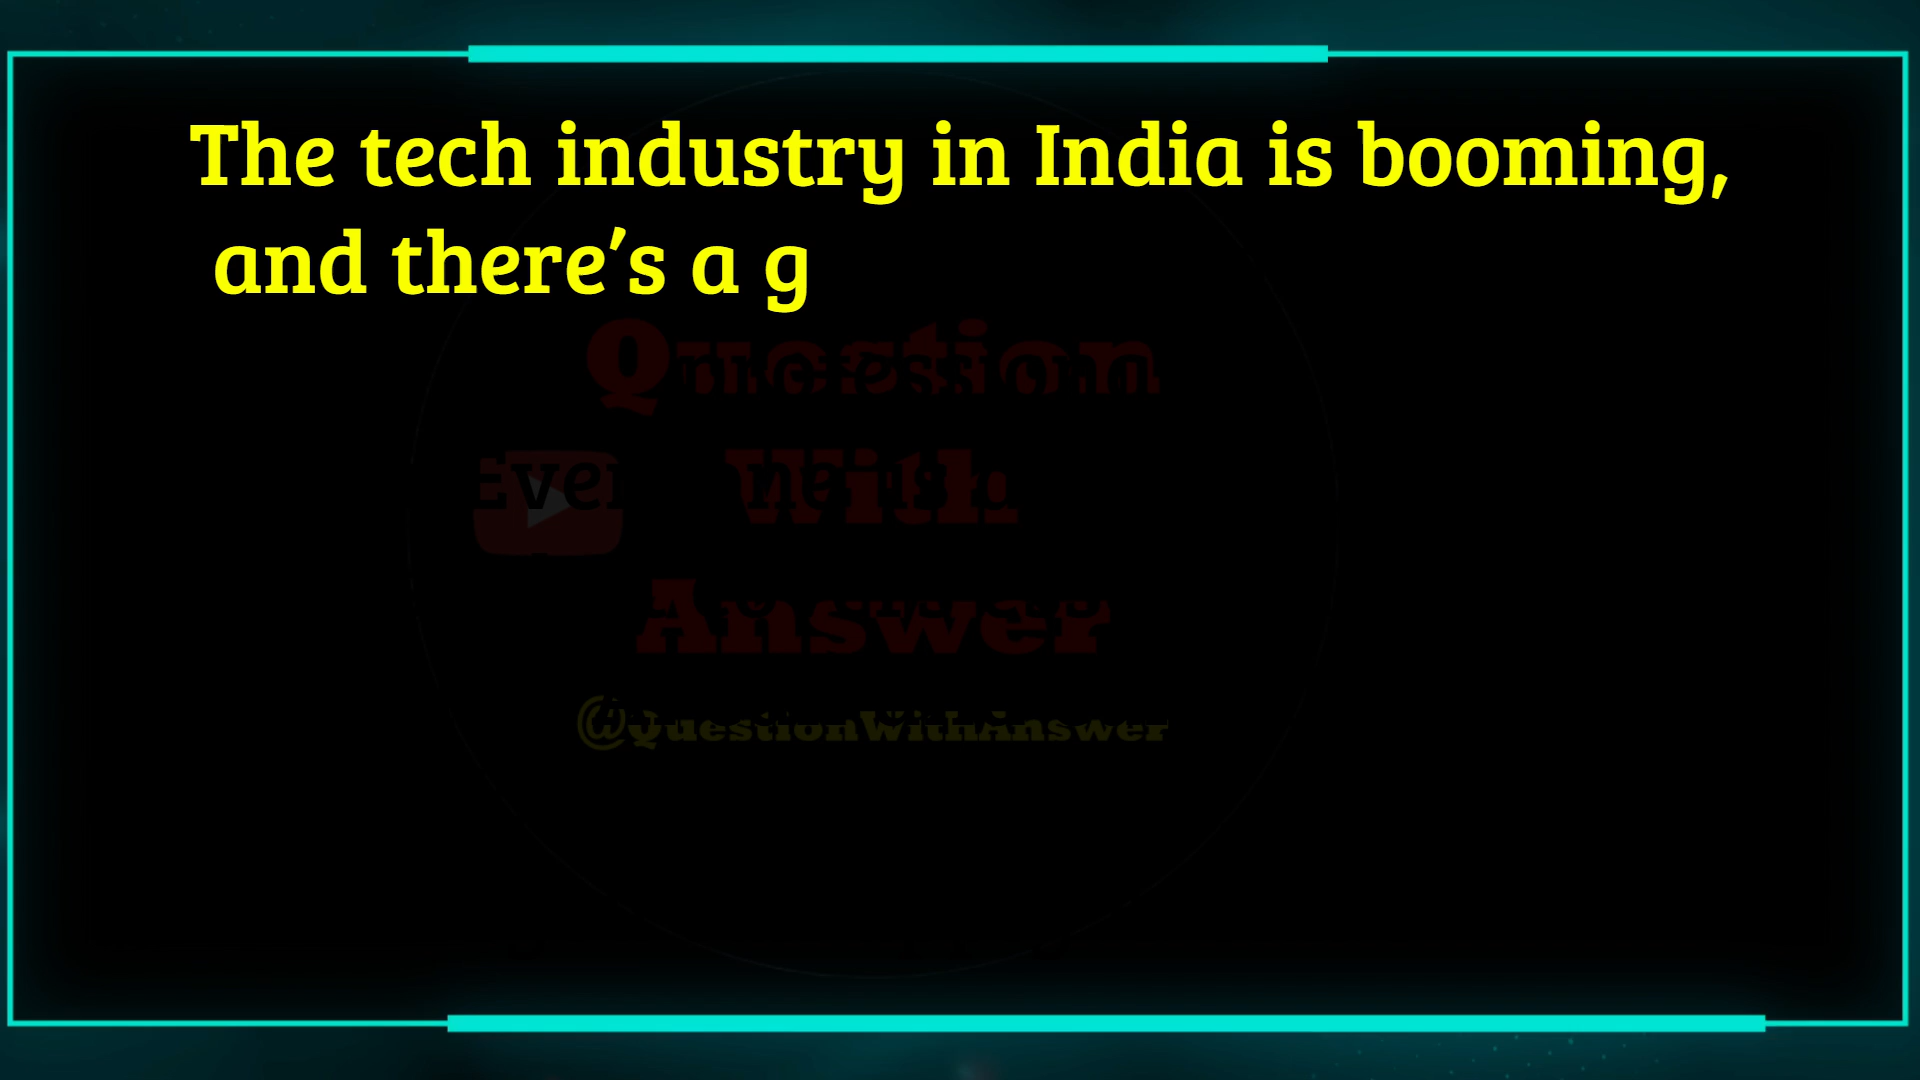 The tech industry in India is booming,
and there's a g
Question
With
Answer
@QuestionWithAnswer